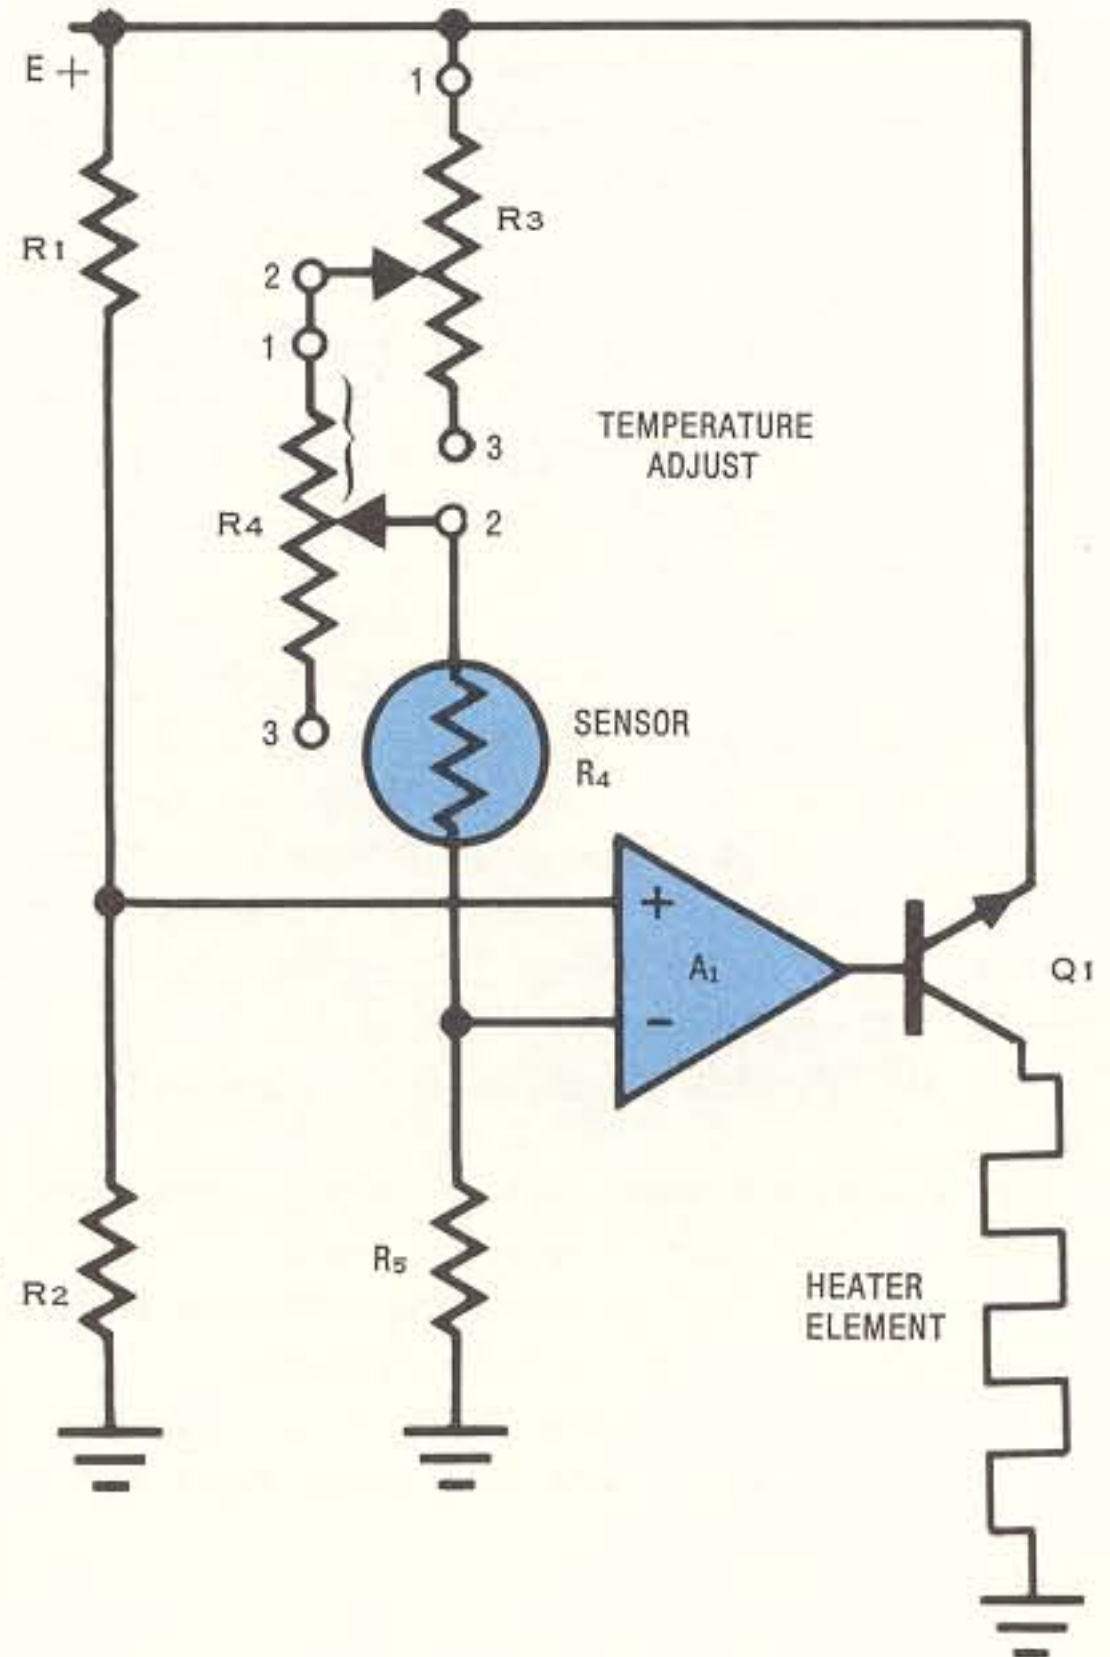 E +
1
R1
R3
2
1
3
TEMPERATURE
ADJUST
R4
2
3
SENSOR
R4
+
A1
−
Q1
R5
R2
HEATER
ELEMENT